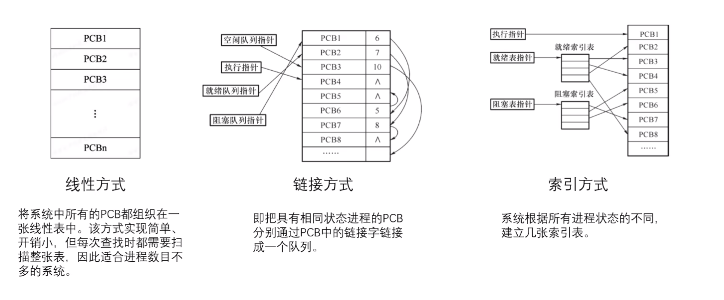 PCB1
PCB2
PCB3
⋮
PCBn
线性方式
将系统中所有的PCB都组织在一
张线性表中。该方式实现简单、
开销小，但每次查找时都需要扫
描整张表，因此适合进程数目不
多的系统。
空闲队列指针
执行指针
就绪队列指针
阻塞队列指针
PCB1 6
PCB2 7
PCB3 10
PCB4 ∧
PCB5 ∧
PCB6 5
PCB7 8
PCB8 ∧
……
链接方式
即把具有相同状态进程的PCB
分别通过PCB中的链接字链接
成一个队列。
执行指针
就绪索引表
就绪表指针
阻塞索引表
阻塞表指针
PCB1
PCB2
PCB3
PCB4
PCB5
PCB6
PCB7
PCB8
……
索引方式
系统根据所有进程状态的不同，
建立几张索引表。